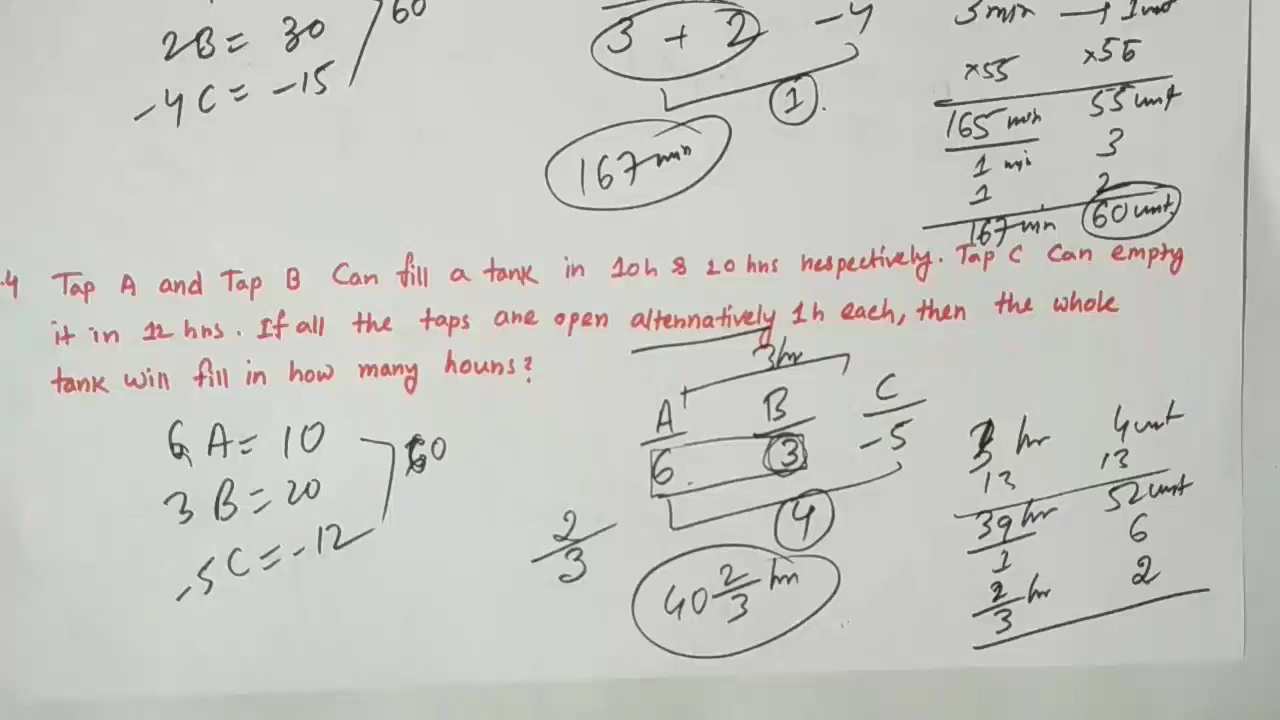 2B = 30
60
-4C = -15
3 + 2 -4
1
167 min
3 min → 1 unit
×55 ×55
165 min 55 unit
1 min 3
1 2
167 min 60 unt.
.4 Tap A and Tap B Can fill a tank in 10h & 20 hrs respectively. Tap C Can empty
it in 12 hrs. If all the taps are open alternatively 1h each, then the whole
tank will fill in how many hours?
3hr
A B C
6 3 -5
4
6 A = 10
3 B = 20
-5 C = -12
60
2/3
40 2/3 hr
3 hr 4 unit
13 13
39 hr 52 unit
1 6
2/3 hr 2